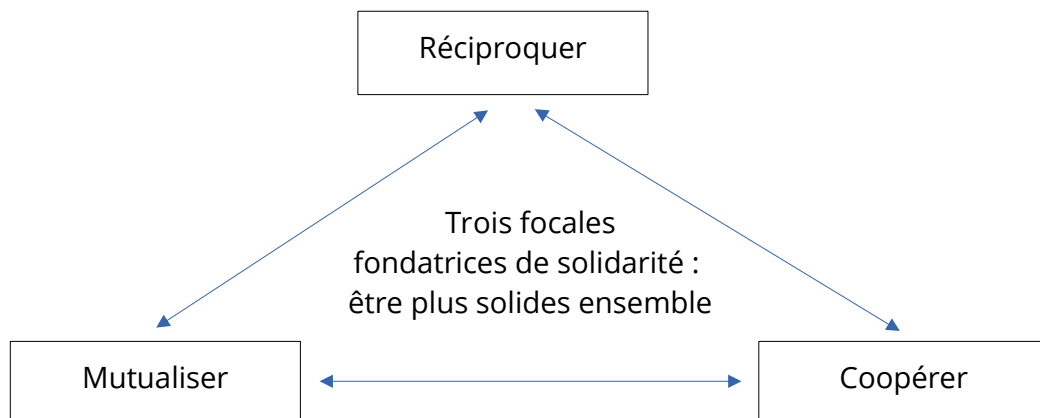 Réciproquer
Trois focales
fondatrices de solidarité :
être plus solides ensemble
Mutualiser
Coopérer